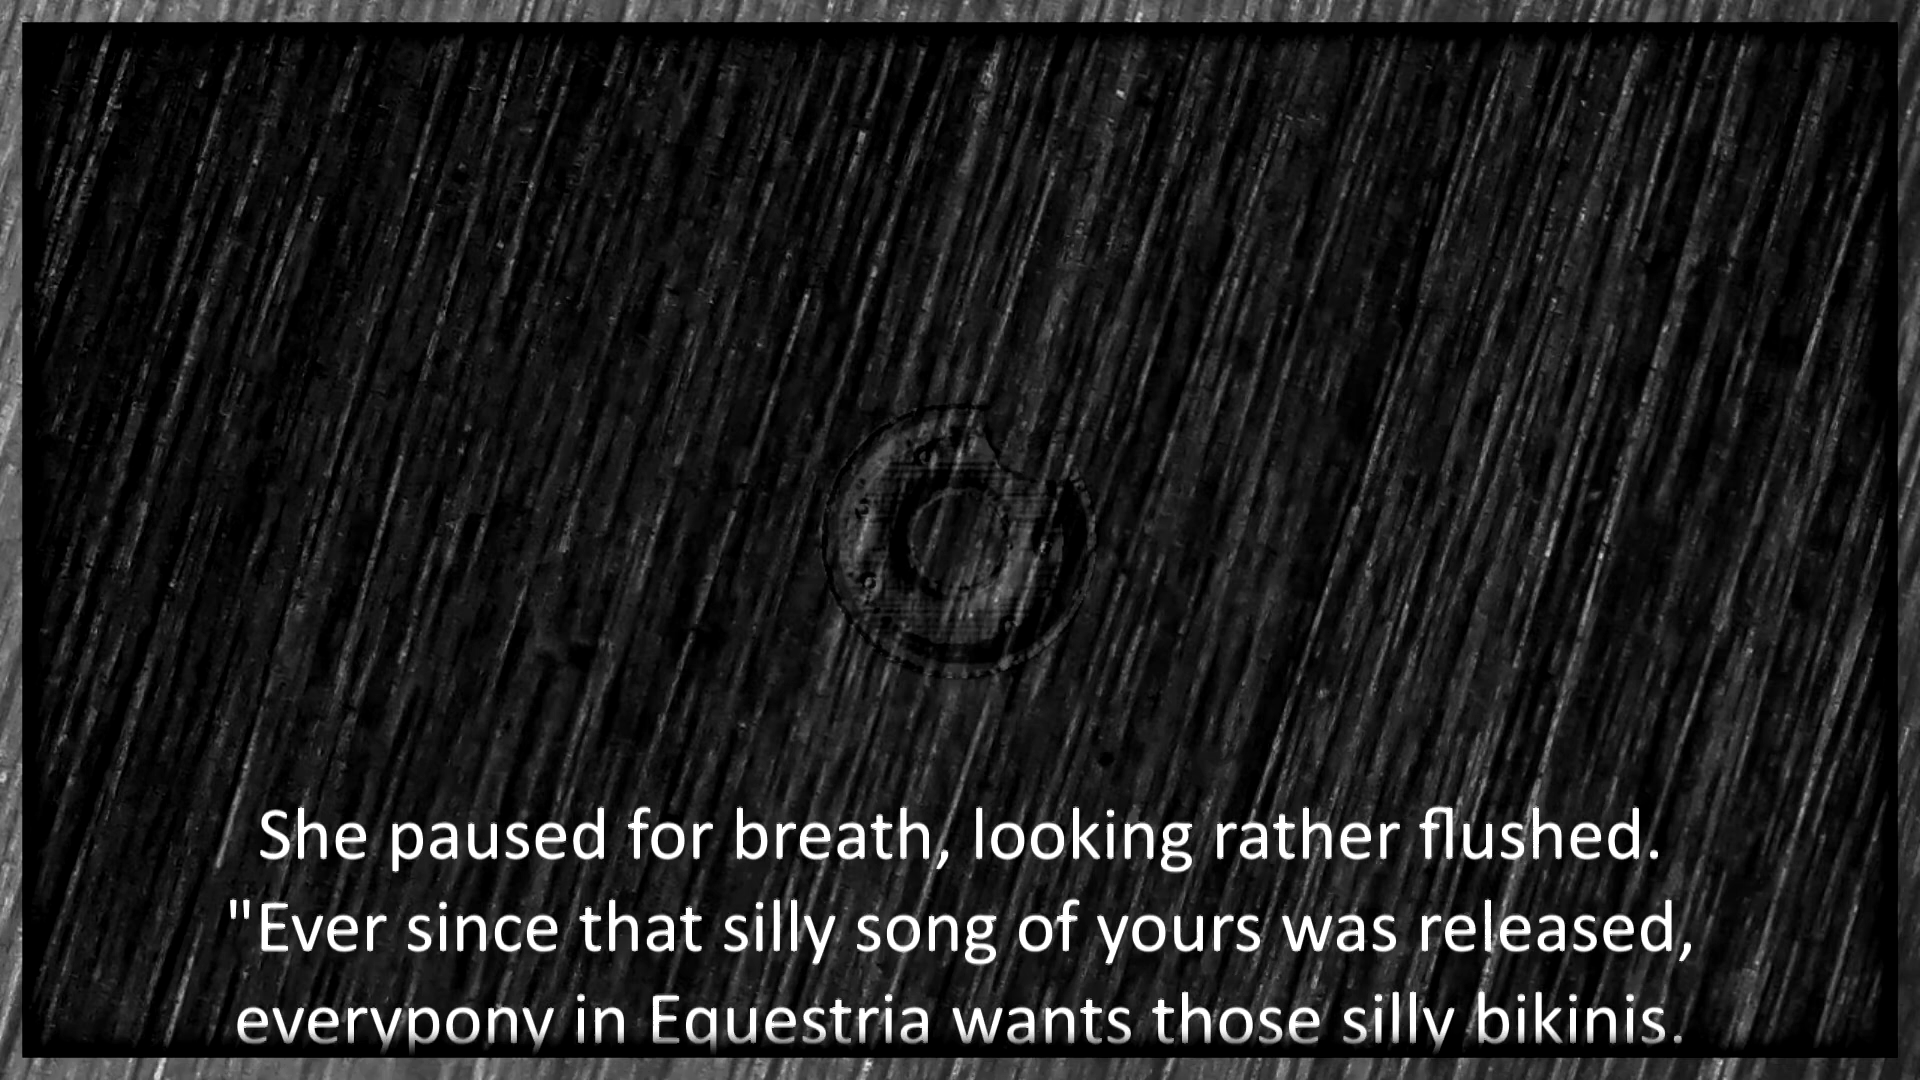 She paused for breath, looking rather flushed.
"Ever since that silly song of yours was released,
everypony in Equestria wants those silly bikinis.